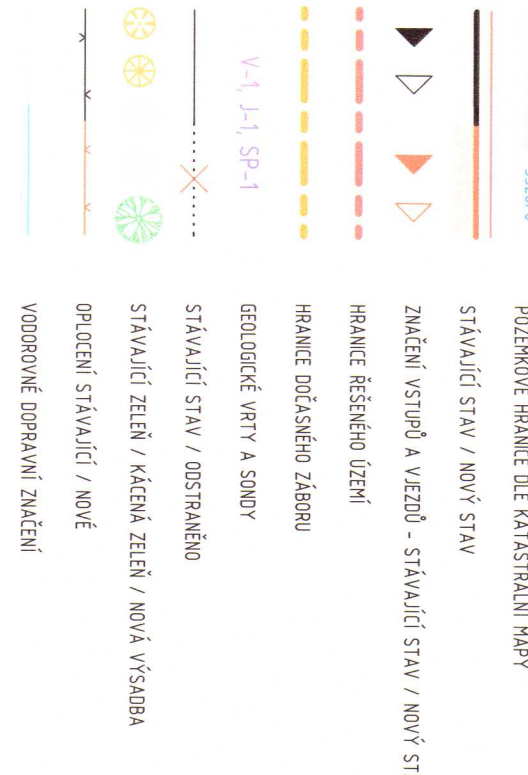 POZEMKOVÉ HRANICE DLE KATASTRÁLNÍ MAPY
STÁVAJÍCÍ STAV / NOVÝ STAV
ZNAČENÍ VSTUPŮ A VJEZDŮ - STÁVAJÍCÍ STAV / NOVÝ ST
HRANICE ŘEŠENÉHO ÚZEMÍ
HRANICE DOČASNÉHO ZÁBORU
V-1, J-1, SP-1 GEOLOGICKÉ VRTY A SONDY
STÁVAJÍCÍ STAV / ODSTRANĚNO
STÁVAJÍCÍ ZELEŇ / KÁCENÁ ZELEŇ / NOVÁ VÝSADBA
OPLOCENÍ STÁVAJÍCÍ / NOVÉ
VODOROVNÉ DOPRAVNÍ ZNAČENÍ